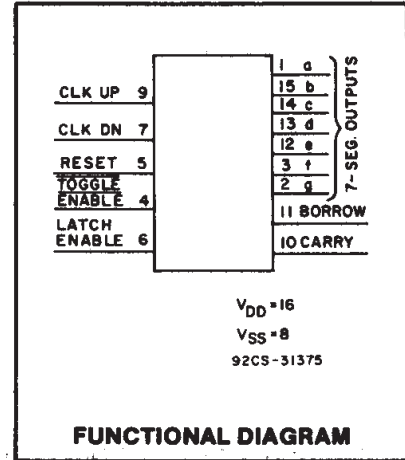 CLK UP 9
CLK DN 7
RESET 5
TOGGLE
ENABLE 4
LATCH
ENABLE 6
1 a
15 b
14 c
13 d
12 e
3 f
2 g
7-SEG. OUTPUTS
11 BORROW
10 CARRY
VDD=16
VSS=8
92CS-31375
FUNCTIONAL DIAGRAM